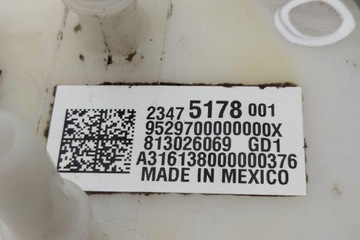 2347 5178 001
9529700000000X
813026069 GD1
A316138000000376
MADE IN MEXICO